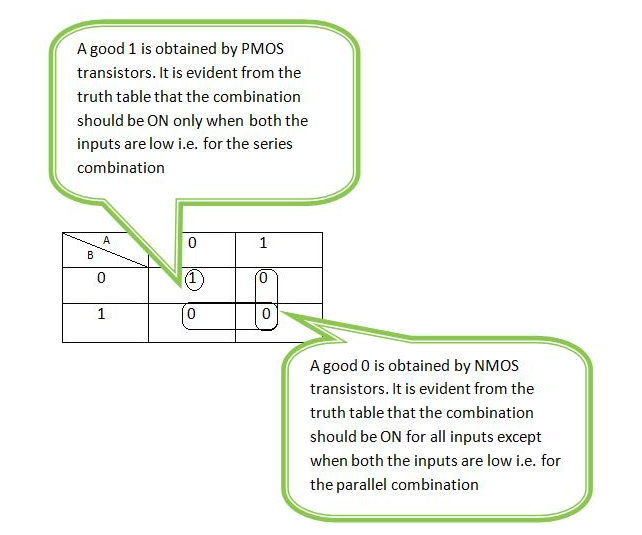 A good 1 is obtained by PMOS
transistors. It is evident from the
truth table that the combination
should be ON only when both the
inputs are low i.e. for the series
combination
A
B
0 1
0 1 0
1 0 0
A good 0 is obtained by NMOS
transistors. It is evident from the
truth table that the combination
should be ON for all inputs except
when both the inputs are low i.e. for
the parallel combination